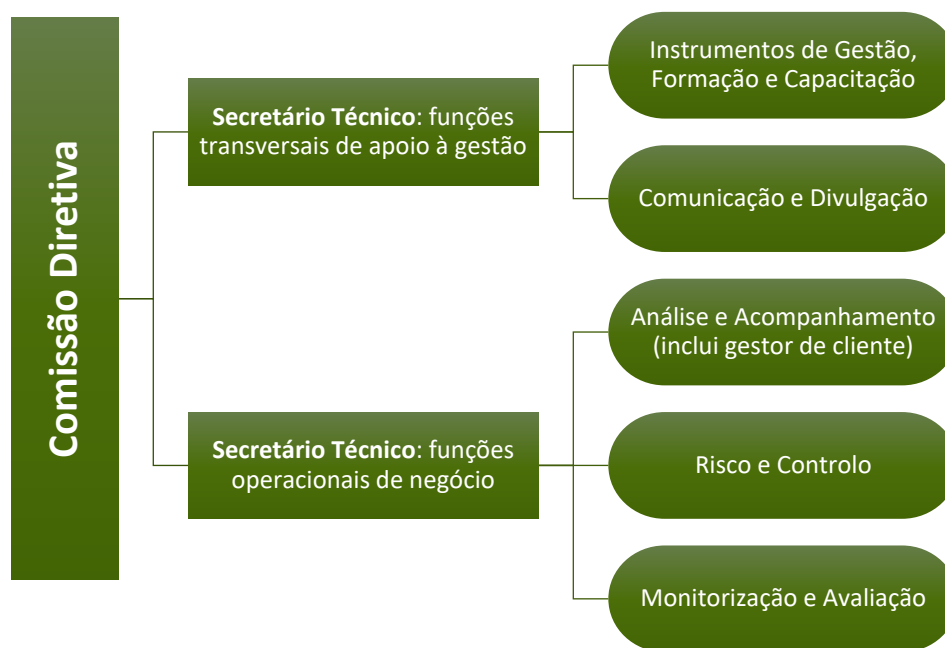 Comissão Diretiva
Secretário Técnico: funções
transversais de apoio à gestão
Instrumentos de Gestão,
Formação e Capacitação
Comunicação e Divulgação
Secretário Técnico: funções
operacionais de negócio
Análise e Acompanhamento
(inclui gestor de cliente)
Risco e Controlo
Monitorização e Avaliação